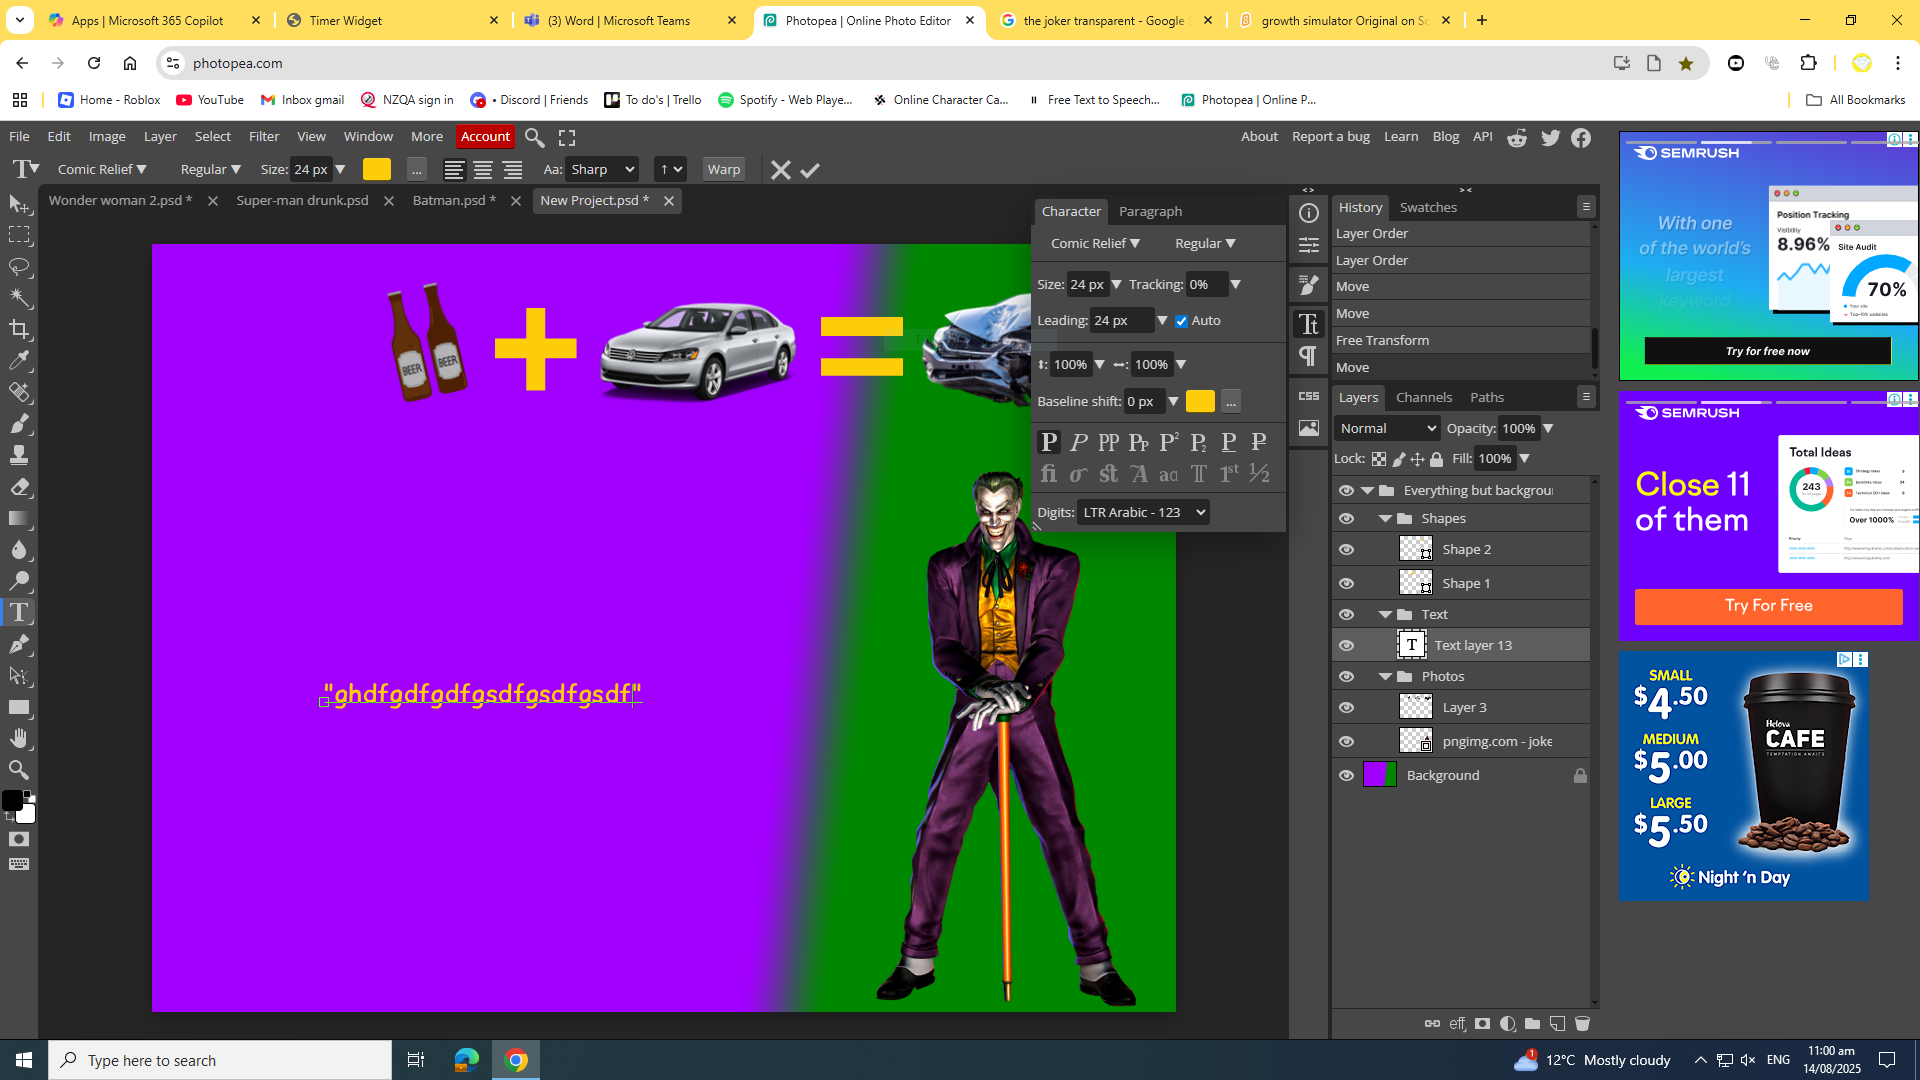 Apps | Microsoft 365 Copilot
Timer Widget
(3) Word | Microsoft Teams
Photopea | Online Photo Editor
the joker transparent - Google
growth simulator Original on Sc
photopea.com
Home - Roblox
YouTube
Inbox gmail
NZQA sign in
• Discord | Friends
To do's | Trello
Spotify - Web Playe...
Online Character Ca...
Free Text to Speech...
Photopea | Online P...
All Bookmarks
File
Edit
Image
Layer
Select
Filter
View
Window
More
Account
About
Report a bug
Learn
Blog
API
Comic Relief
Regular
Size: 24 px
...
Aa: Sharp
Warp
Wonder woman 2.psd *
Super-man drunk.psd
Batman.psd *
New Project.psd *
BEER
BEER
"ghdfgdfgdfgsdfgsdfgsdf"
Character
Paragraph
Comic Relief
Regular
Size: 24 px
Tracking: 0%
Leading: 24 px
Auto
100%
100%
Baseline shift: 0 px
...
Digits: LTR Arabic - 123
CSS
History
Swatches
Layer Order
Layer Order
Move
Move
Free Transform
Move
Layers
Channels
Paths
Normal
Opacity: 100%
Lock:
Fill: 100%
Everything but backgrou
Shapes
Shape 2
Shape 1
Text
Text layer 13
Photos
Layer 3
pngimg.com - joke
Background
eff
SEMRUSH
With one
of the world's
largest
keyword
Position Tracking
Visibility
8.96%
Site Audit
70%
Try for free now
SEMRUSH
Close 11
of them
Total Ideas
243
Over 1000%
Try For Free
SMALL
$4.50
MEDIUM
$5.00
LARGE
$5.50
Helova
CAFE
TEMPTATION AWAITS
Night 'n Day
Type here to search
1
12°C Mostly cloudy
ENG
11:00 am
14/08/2025